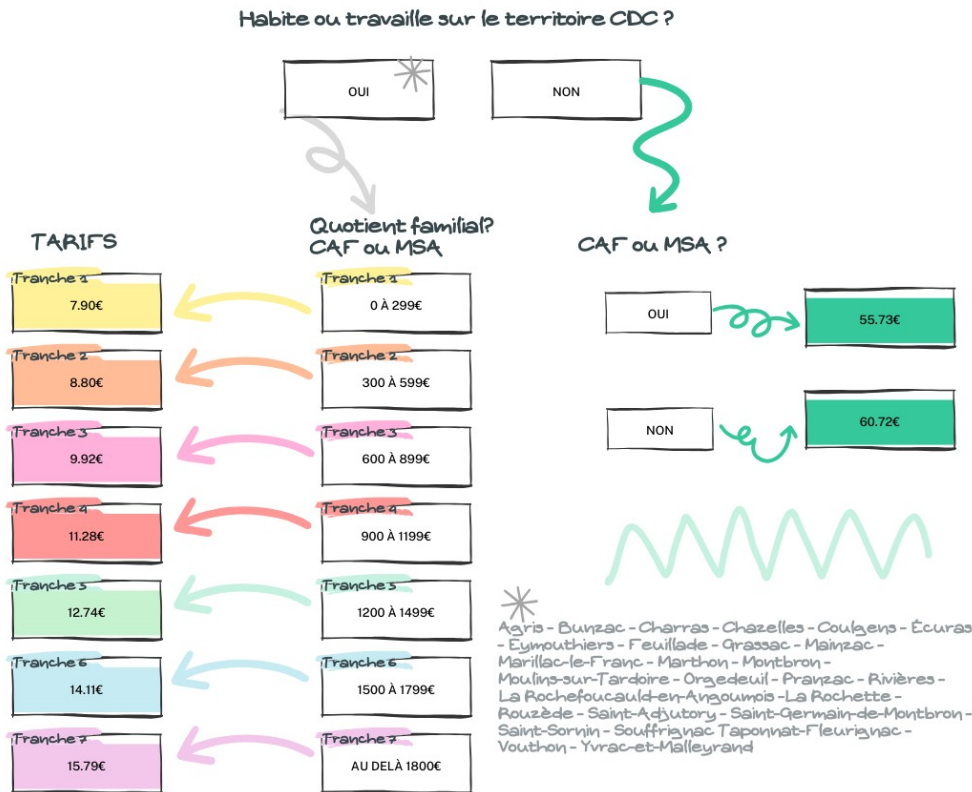 Habite ou travaille sur le territoire CDC ?
OUI
NON
TARIFS
Quotient familial?
CAF ou MSA
CAF ou MSA ?
Tranche 1
7.90€
Tranche 1
0 À 299€
Tranche 2
8.80€
Tranche 2
300 À 599€
Tranche 3
9.92€
Tranche 3
600 À 899€
Tranche 4
11.28€
Tranche 4
900 À 1199€
Tranche 5
12.74€
Tranche 5
1200 À 1499€
Tranche 6
14.11€
Tranche 6
1500 À 1799€
Tranche 7
15.79€
Tranche 7
AU DELÀ 1800€
OUI
55.73€
NON
60.72€
Agris - Bunzac - Charras - Chazelles - Coulgens - Écuras
- Eymouthiers - Feuillade - Grassac - Mainzac -
Marillac-le-Franc - Marthon - Montbron -
Moulins-sur-Tardoire - Orgedeuil - Pranzac - Rivières -
La Rochefoucauld-en-Angoumois -La Rochette -
Rouzède - Saint-Adjutory - Saint-Germain-de-Montbron -
Saint-Sornin - Souffrignac Taponnat-Fleurignac -
Vouthon - Yvrac-et-Malleyrand